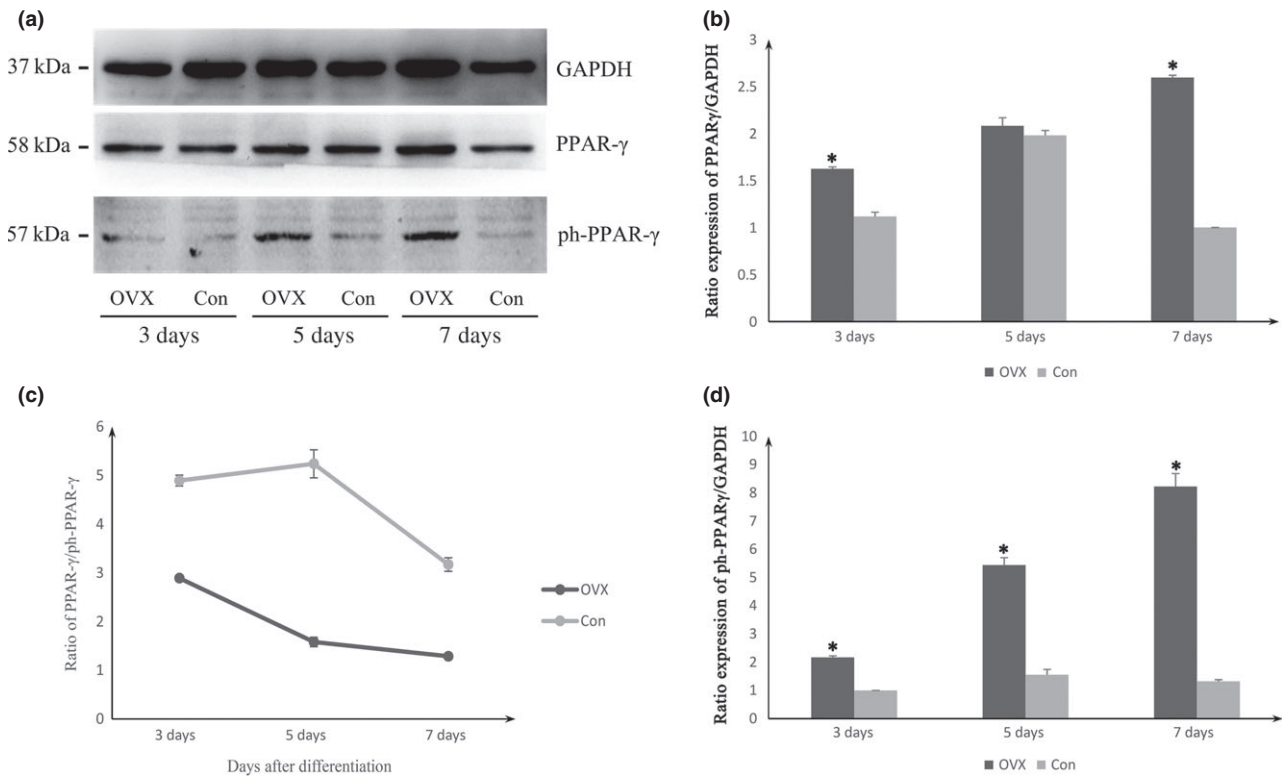 (a)
37 kDa
GAPDH
58 kDa
PPAR-γ
57 kDa
ph-PPAR-γ
OVX Con OVX Con OVX Con
3 days 5 days 7 days
(b)
Ratio expression of PPARγ/GAPDH
3
2.5
2
1.5
1
0.5
0
* *
3 days 5 days 7 days
OVX Con
(c)
Ratio of PPAR-γ/ph-PPAR-γ
6
5
4
3
2
1
0
3 days 5 days 7 days
Days after differentiation
OVX
Con
(d)
Ratio expression of ph-PPARγ/GAPDH
10
9
8
7
6
5
4
3
2
1
0
* * *
3 days 5 days 7 days
OVX Con